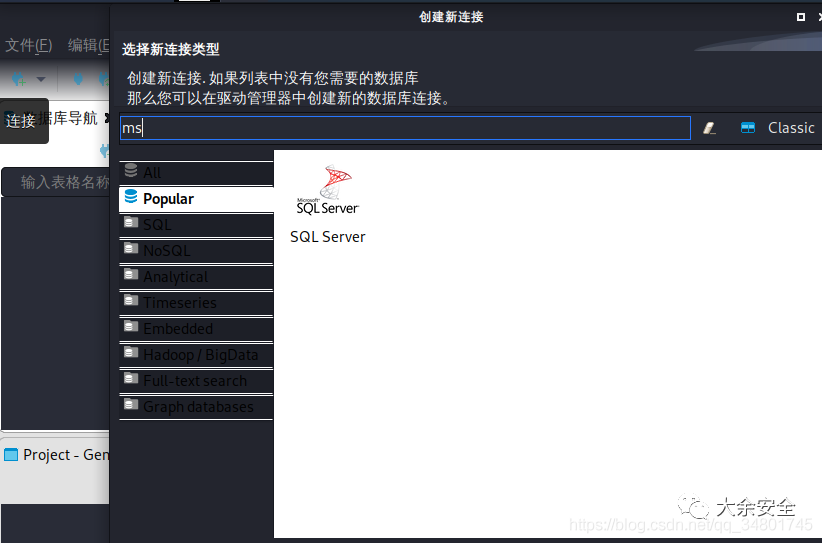 创建新连接
文件(F) 编辑(E
选择新连接类型
创建新连接. 如果列表中没有您需要的数据库
那么您可以在驱动管理器中创建新的数据库连接。
连接
据库导航
ms
Classic
输入表格名称
All
Popular
SQL
NoSQL
Analytical
Timeseries
Embedded
Hadoop / BigData
Full-text search
Graph databases
Microsoft
SQL Server
SQL Server
Project - Gen
大余安全
https://blog.csdn.net/qq_34801745